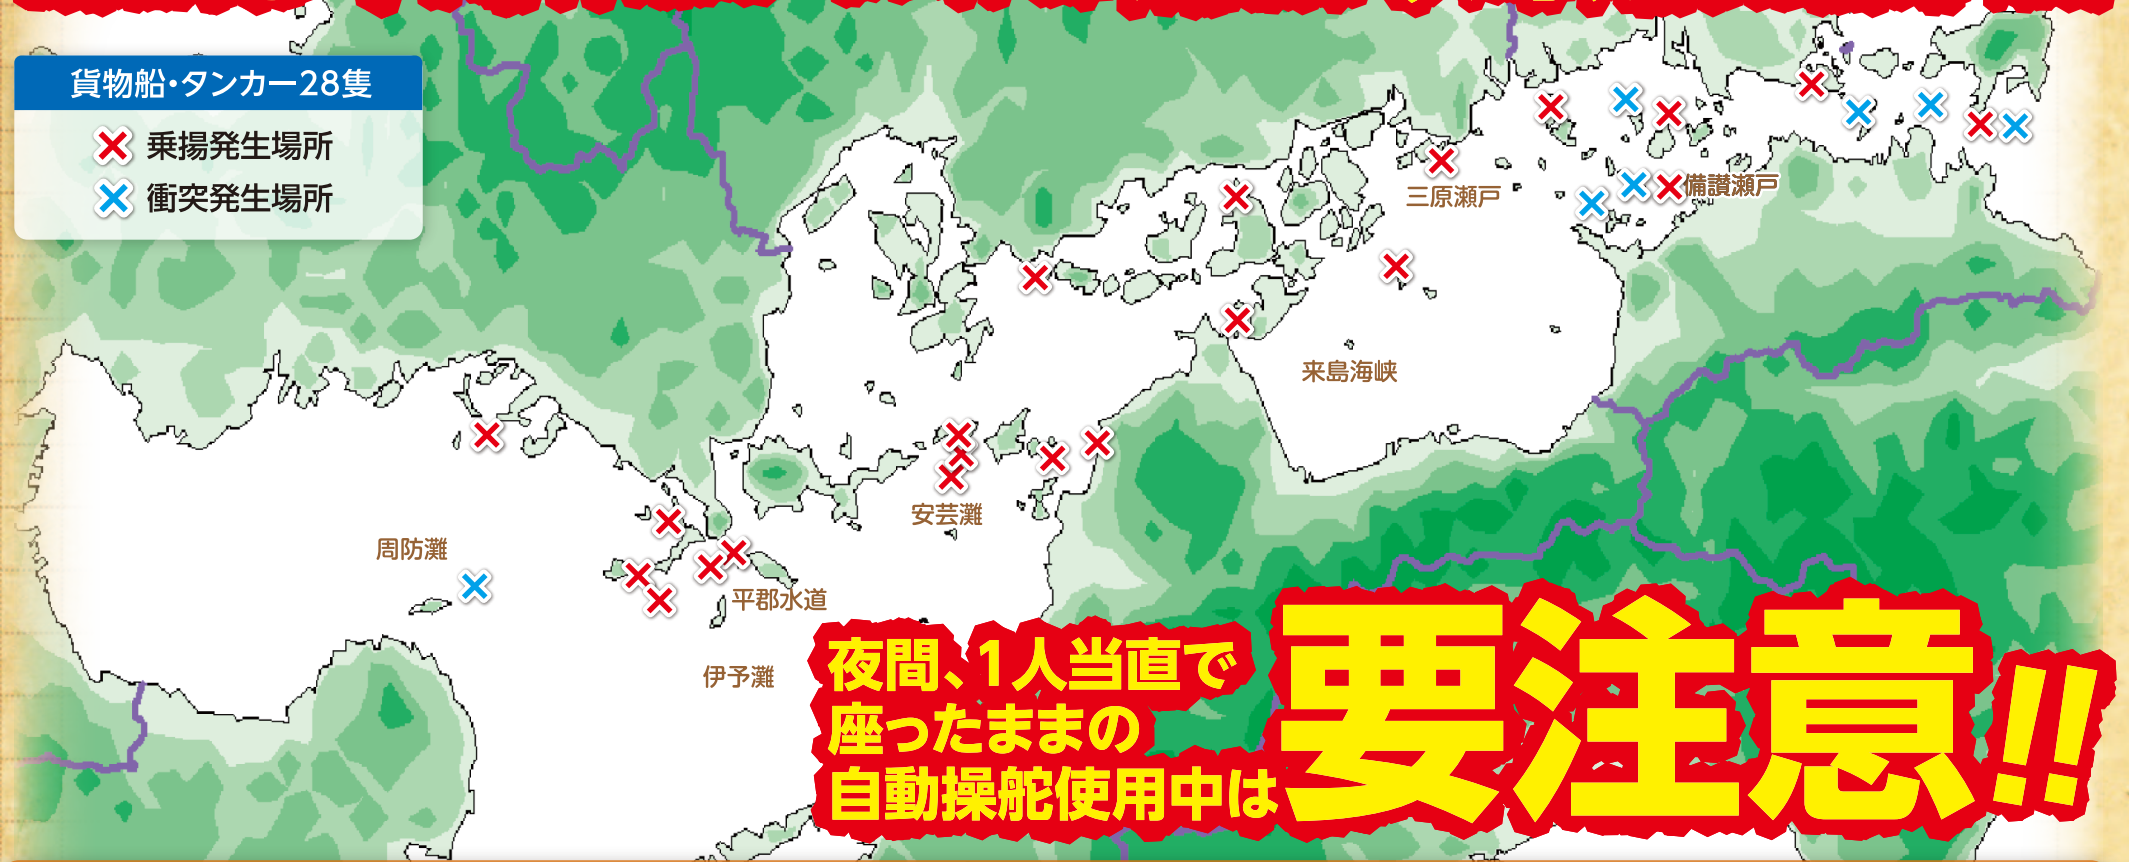 貨物船・タンカー28隻
乗揚発生場所
衝突発生場所
三原瀬戸
備讃瀬戸
来島海峡
安芸灘
周防灘
平郡水道
伊予灘
夜間、1人当直で
座ったままの
自動操舵使用中は
要注意!!